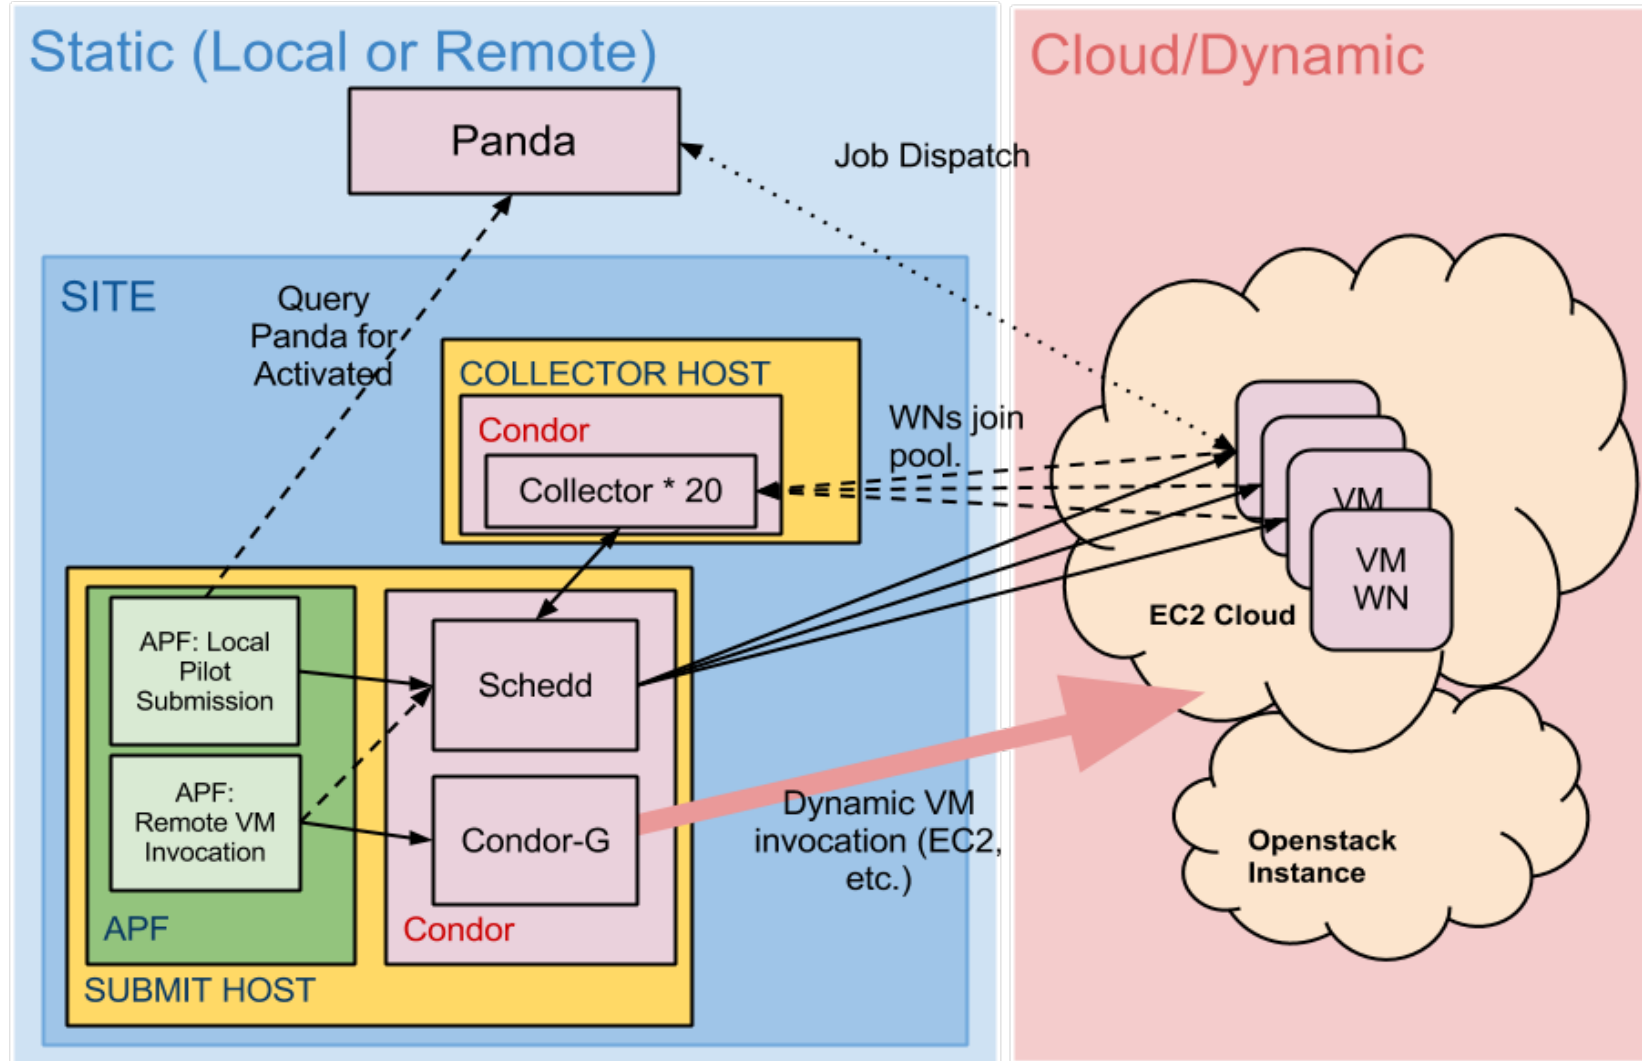 Static (Local or Remote)
Cloud/Dynamic
Panda
Job Dispatch
SITE
Query
Panda for
Activated
COLLECTOR HOST
Condor
Collector * 20
WNs join
pool.
VM
VM
WN
EC2 Cloud
APF: Local
Pilot
Submission
Schedd
APF:
Remote VM
Invocation
Condor-G
Dynamic VM
invocation (EC2,
etc.)
Openstack
Instance
APF
Condor
SUBMIT HOST